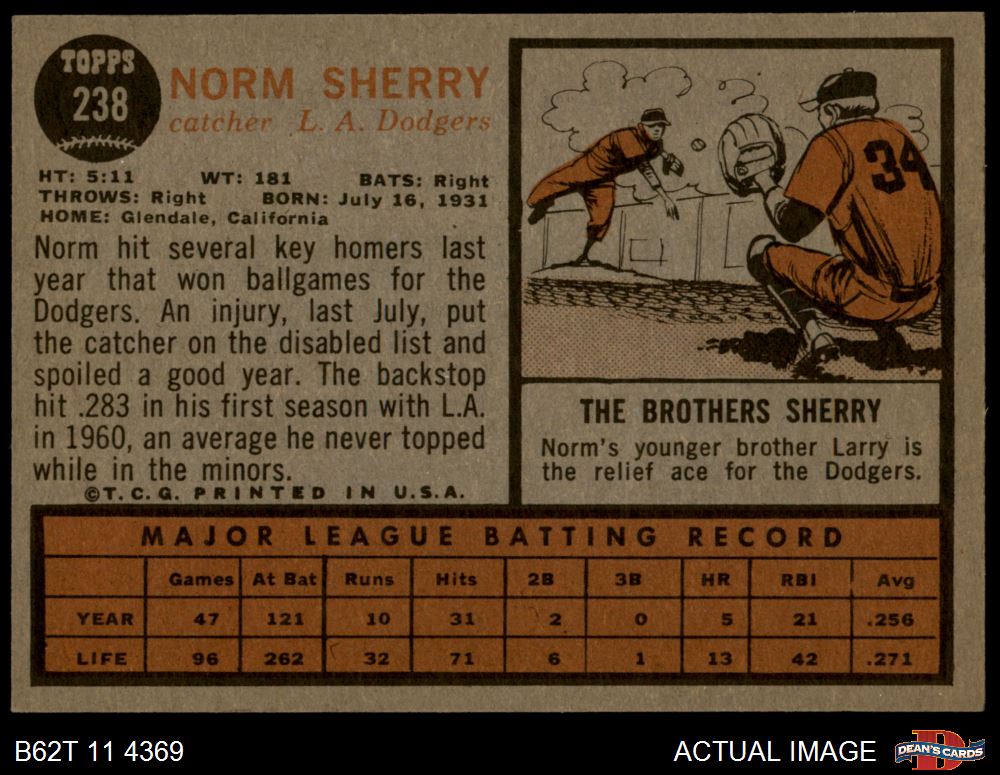 TOPPS
238
NORM SHERRY
catcher L. A. Dodgers
HT: 5:11 WT: 181 BATS: Right
THROWS: Right BORN: July 16, 1931
HOME: Glendale, California
Norm hit several key homers last
year that won ballgames for the
Dodgers. An injury, last July, put
the catcher on the disabled list and
spoiled a good year. The backstop
hit .283 in his first season with L.A.
in 1960, an average he never topped
while in the minors.
©T.C.G. PRINTED IN U.S.A.
34
THE BROTHERS SHERRY
Norm's younger brother Larry is
the relief ace for the Dodgers.
MAJOR LEAGUE BATTING RECORD
Games At Bat Runs Hits 2B 3B HR RBI Avg
YEAR 47 121 10 31 2 0 5 21 .256
LIFE 96 262 32 71 6 1 13 42 .271
B62T 11 4369
ACTUAL IMAGE
D
DEAN'S CARDS